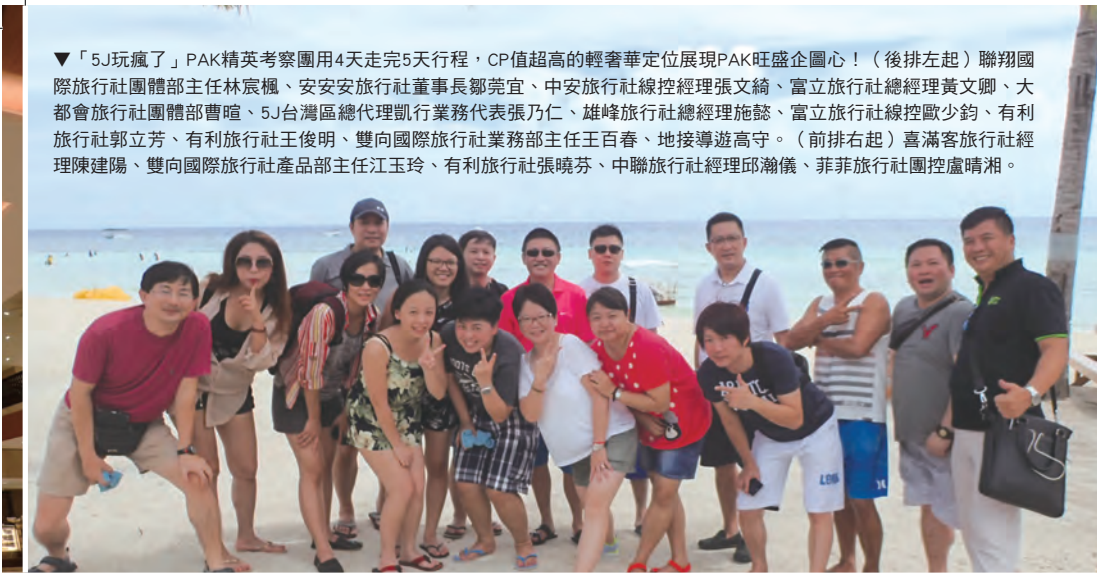 ▼「5J玩瘋了」PAK精英考察團用4天走完5天行程，CP值超高的輕奢華定位展現PAK旺盛企圖心！（後排左起）聯翔國
際旅行社團體部主任林宸楓、安安安旅行社董事長鄒莞宜、中安旅行社線控經理張文綺、富立旅行社總經理黃文卿、大
都會旅行社團體部曹暄、5J台灣區總代理凱行業務代表張乃仁、雄峰旅行社總經理施懿、富立旅行社線控歐少鈞、有利
旅行社郭立芳、有利旅行社王俊明、雙向國際旅行社業務部主任王百春、地接導遊高守。（前排右起）喜滿客旅行社經
理陳建陽、雙向國際旅行社產品部主任江玉玲、有利旅行社張曉芬、中聯旅行社經理邱瀚儀、菲菲旅行社團控盧晴湘。